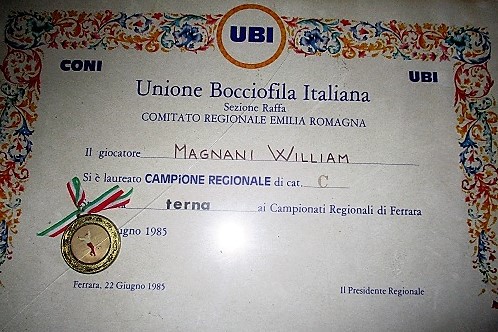 UBI
CONI
UBI
Unione Bocciofila Italiana
Sezione Raffa
COMITATO REGIONALE EMILIA ROMAGNA
Il giocatore MAGNANI WILLIAM
Si è laureato CAMPIONE REGIONALE di cat. C
terna ai Campionati Regionali di Ferrara
1985
Ferrara, 22 Giugno 1985
Il Presidente Regionale